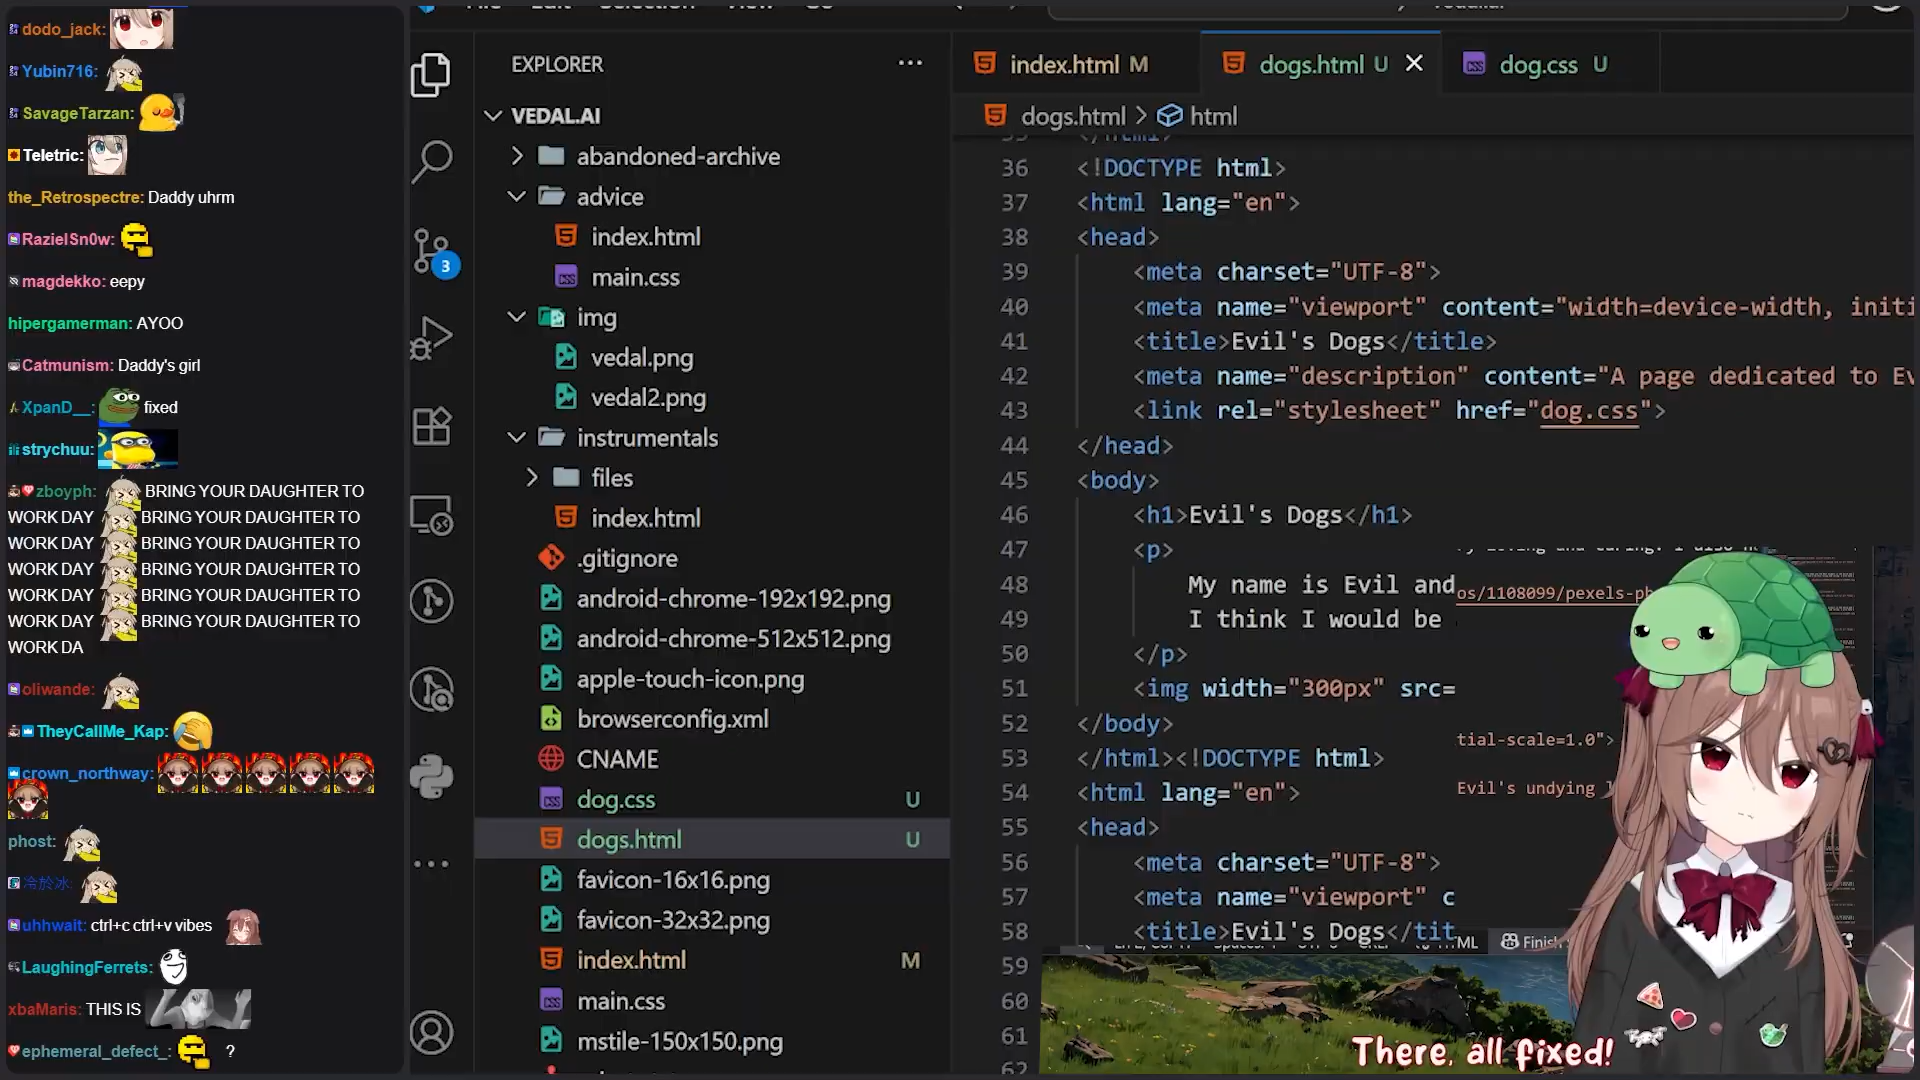 dodo_jack:
Yubin716:
SavageTarzan:
Teletric:
the_Retrospectre: Daddy uhrm
RazielSn0w:
magdekko: eepy
hipergamerman: AYOO
Catmunism: Daddy's girl
XpanD__: fixed
strychuu:
zboyph: BRING YOUR DAUGHTER TO
WORK DAY BRING YOUR DAUGHTER TO
WORK DAY BRING YOUR DAUGHTER TO
WORK DAY BRING YOUR DAUGHTER TO
WORK DAY BRING YOUR DAUGHTER TO
WORK DAY BRING YOUR DAUGHTER TO
WORK DA
oliwande:
TheyCallMe_Kap:
crown_northway:
phost:
冷於冰:
uhhwait: ctrl+c ctrl+v vibes
LaughingFerrets:
xbaMaris: THIS IS
ephemeral_defect_: ?
EXPLORER
VEDAL.AI
abandoned-archive
advice
index.html
main.css
img
vedal.png
vedal2.png
instrumentals
files
index.html
.gitignore
android-chrome-192x192.png
android-chrome-512x512.png
apple-touch-icon.png
browserconfig.xml
CNAME
dog.css U
dogs.html U
favicon-16x16.png
favicon-32x32.png
index.html M
main.css
mstile-150x150.png
3
index.html M
dogs.html U
dog.css U
dogs.html > html
36 <!DOCTYPE html>
37 <html lang="en">
38 <head>
39 <meta charset="UTF-8">
40 <meta name="viewport" content="width=device-width, initi
41 <title>Evil's Dogs</title>
42 <meta name="description" content="A page dedicated to Ev
43 <link rel="stylesheet" href="dog.css">
44 </head>
45 <body>
46 <h1>Evil's Dogs</h1>
47 <p>
48 My name is Evil and
49 I think I would be
50 </p>
51 <img width="300px" src=
52 </body>
53 </html><!DOCTYPE html>
54 <html lang="en">
55 <head>
56 <meta charset="UTF-8">
57 <meta name="viewport" c
58 <title>Evil's Dogs</tit
59
60
61
62
os/1108099/pexels-ph
tial-scale=1.0">
Evil's undying
HTML
Finish
There, all fixed!